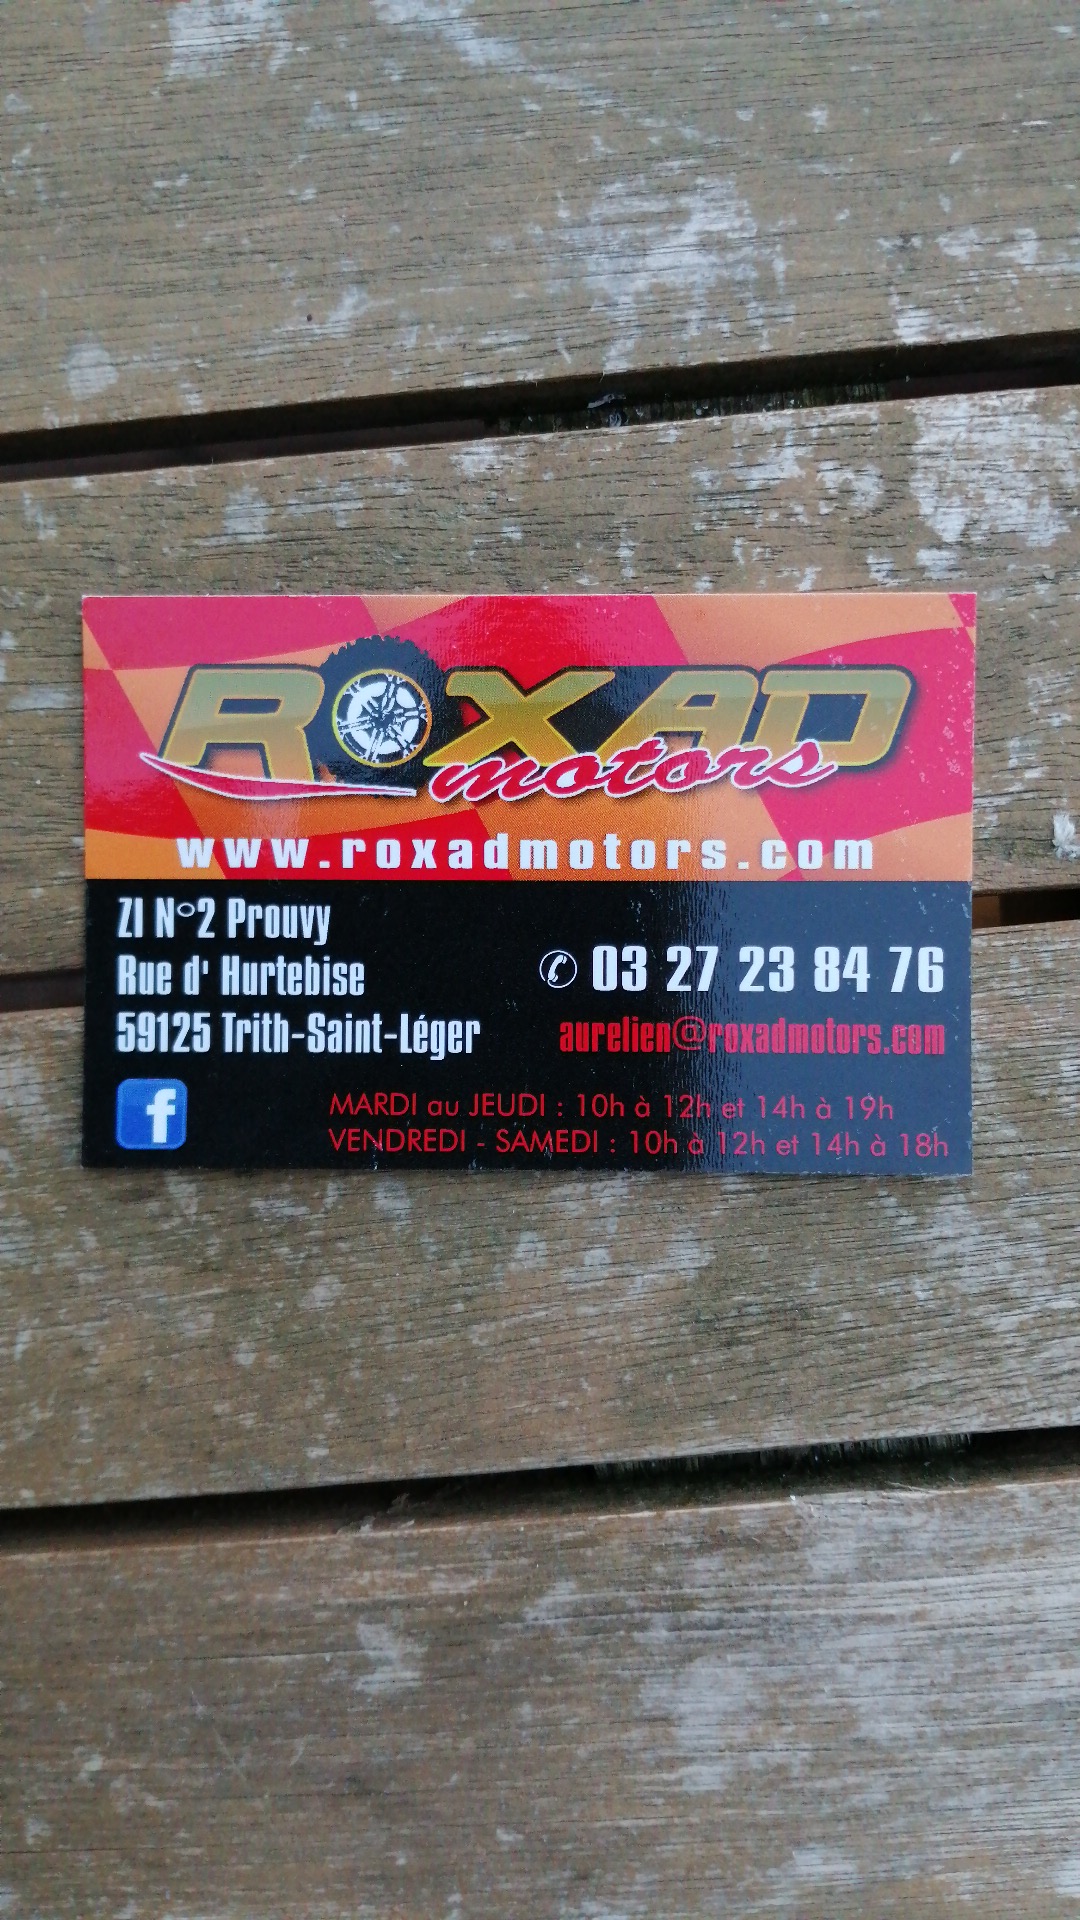 ROXAD
motors
www.roxadmotors.com
ZI N°2 Prouvy
Rue d' Hurtebise
59125 Trith-Saint-Léger
✆ 03 27 23 84 76
aurelien@roxadmotors.com
f
MARDI au JEUDI : 10h à 12h et 14h à 19h
VENDREDI - SAMEDI : 10h à 12h et 14h à 18h